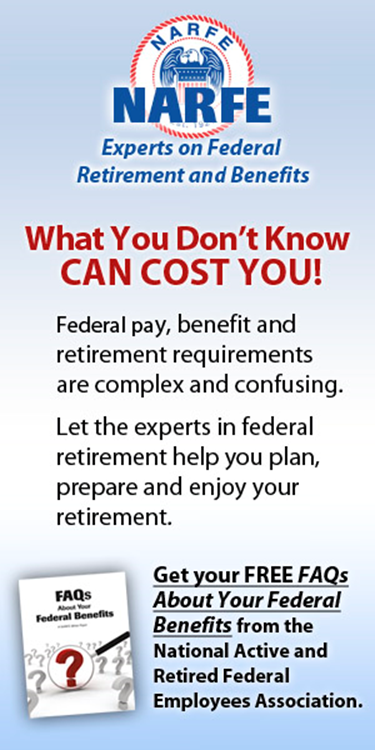 NARFE
NARFE
Experts on Federal
Retirement and Benefits
What You Don't Know
CAN COST YOU!
Federal pay, benefit and
retirement requirements
are complex and confusing.
Let the experts in federal
retirement help you plan,
prepare and enjoy your
retirement.
FAQs
About Your
Federal Benefits
?
Get your FREE FAQs
About Your Federal
Benefits from the
National Active and
Retired Federal
Employees Association.